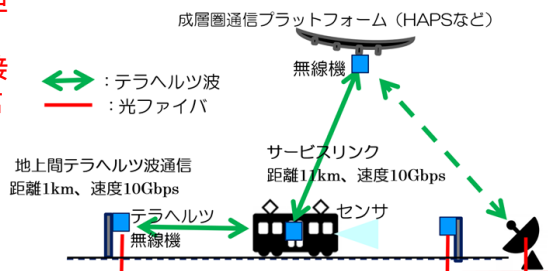 成層圏通信プラットフォーム（HAPSなど）
無線機
：テラヘルツ波
：光ファイバ
サービスリンク
距離11km、速度10Gbps
地上間テラヘルツ波通信
距離1km、速度10Gbps
テラヘルツ
無線機
センサ